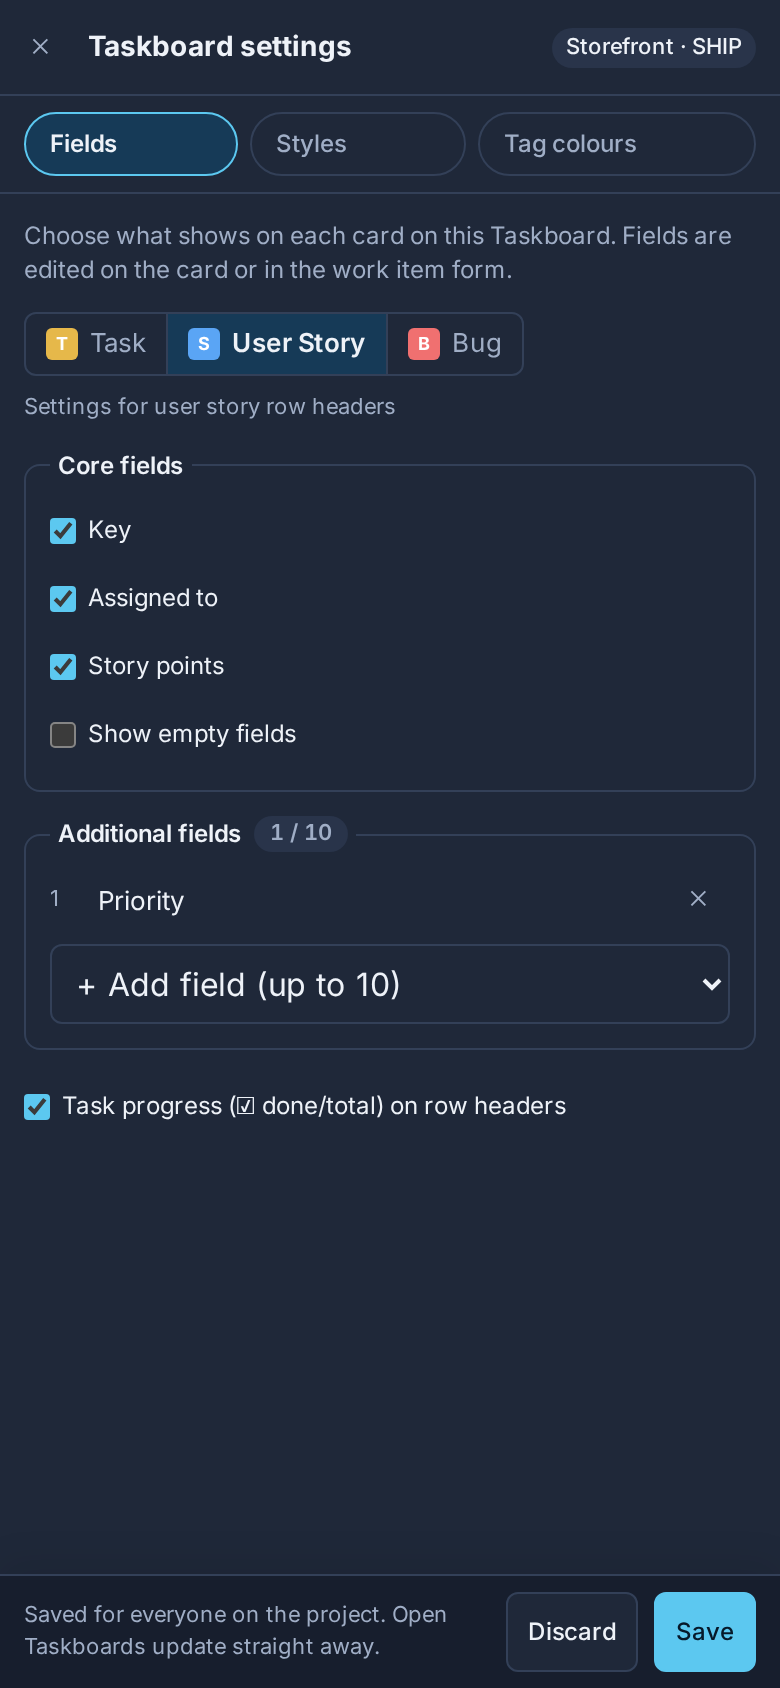 Taskboard settings
Storefront · SHIP
Fields
Styles
Tag colours
Choose what shows on each card on this Taskboard. Fields are
edited on the card or in the work item form.
T Task
S User Story
B Bug
Settings for user story row headers
Core fields
Key
Assigned to
Story points
Show empty fields
Additional fields 1 / 10
1 Priority
+ Add field (up to 10)
Task progress (☑ done/total) on row headers
Saved for everyone on the project. Open
Taskboards update straight away.
Discard
Save